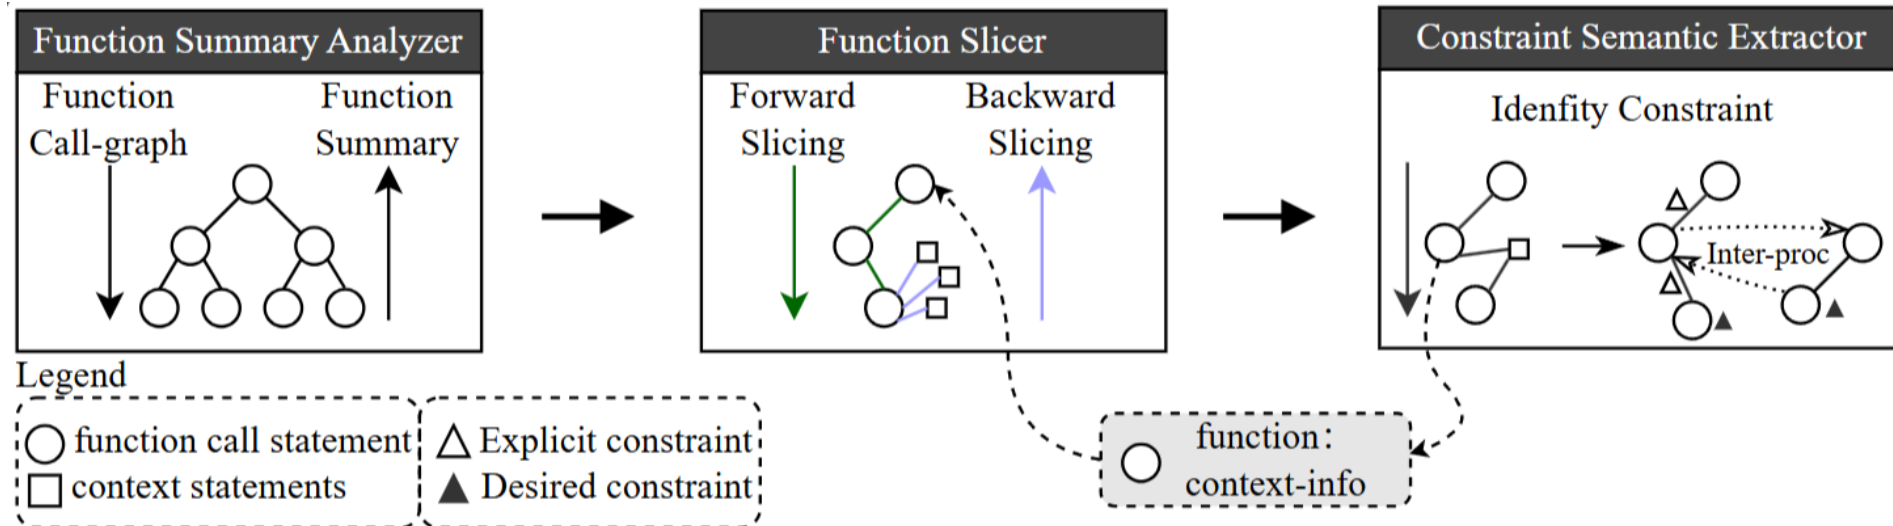 Function Summary Analyzer
Function
Call-graph
Function
Summary
Function Slicer
Forward
Slicing
Backward
Slicing
Constraint Semantic Extractor
Idenfity Constraint
Inter-proc
Legend
function call statement
context statements
Explicit constraint
Desired constraint
function:
context-info